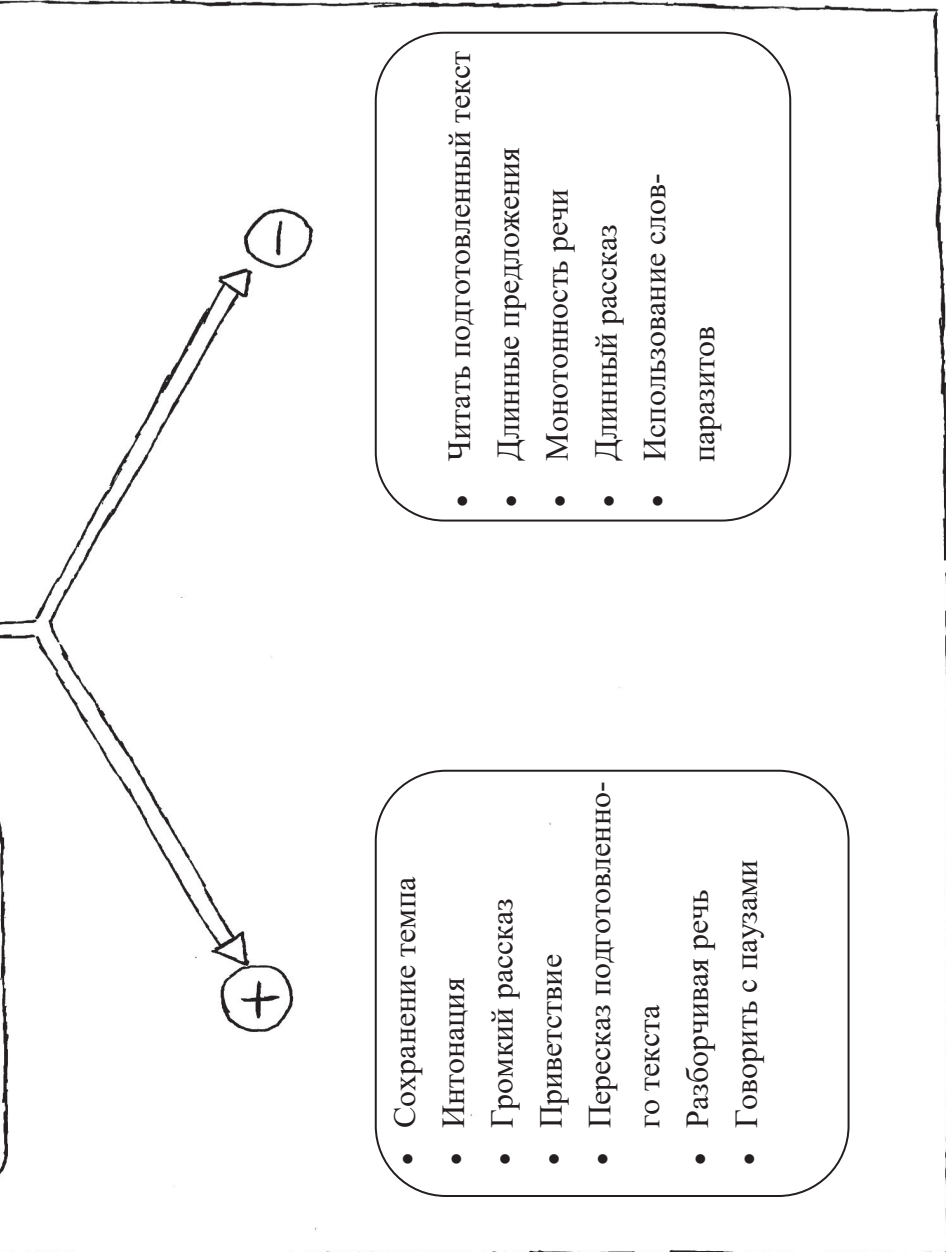 +
Сохранение темпа
Интонация
Громкий рассказ
Приветствие
Пересказ подготовленно-
го текста
Разборчивая речь
Говорить с паузами
−
Читать подготовленный текст
Длинные предложения
Монотонность речи
Длинный рассказ
Использование слов-
паразитов